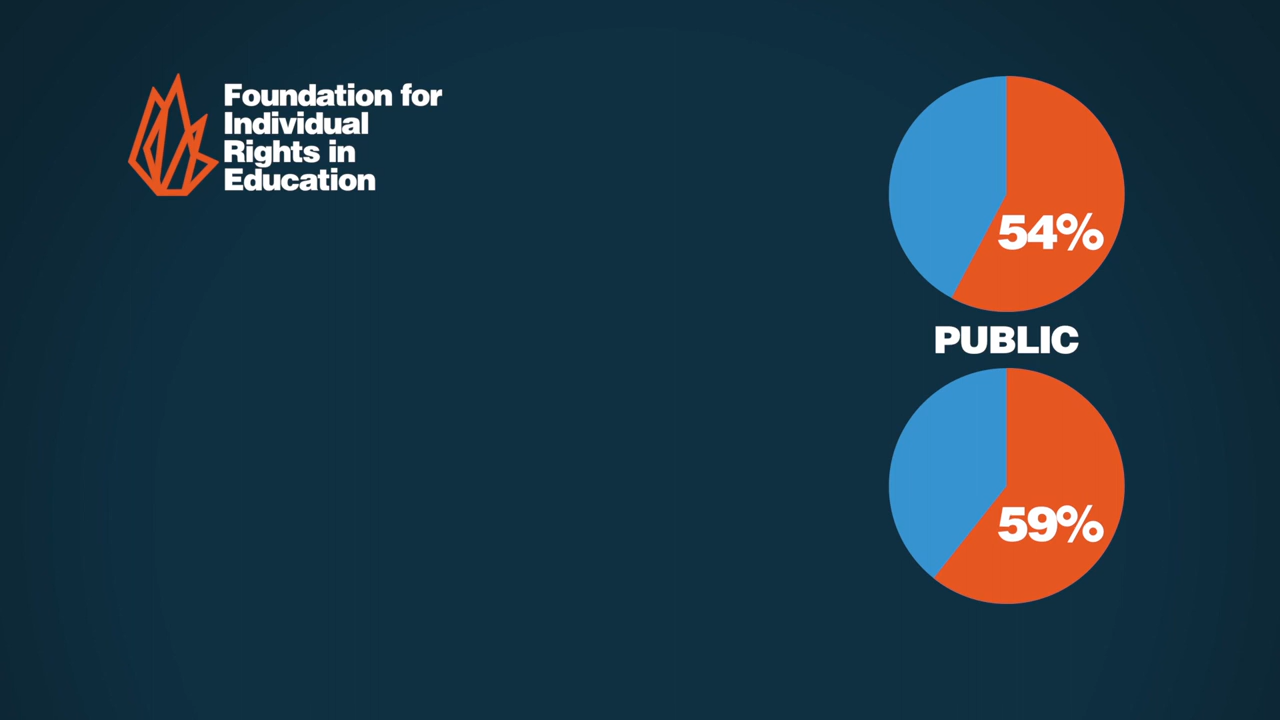 Foundation for
Individual
Rights in
Education
54%
PUBLIC
59%